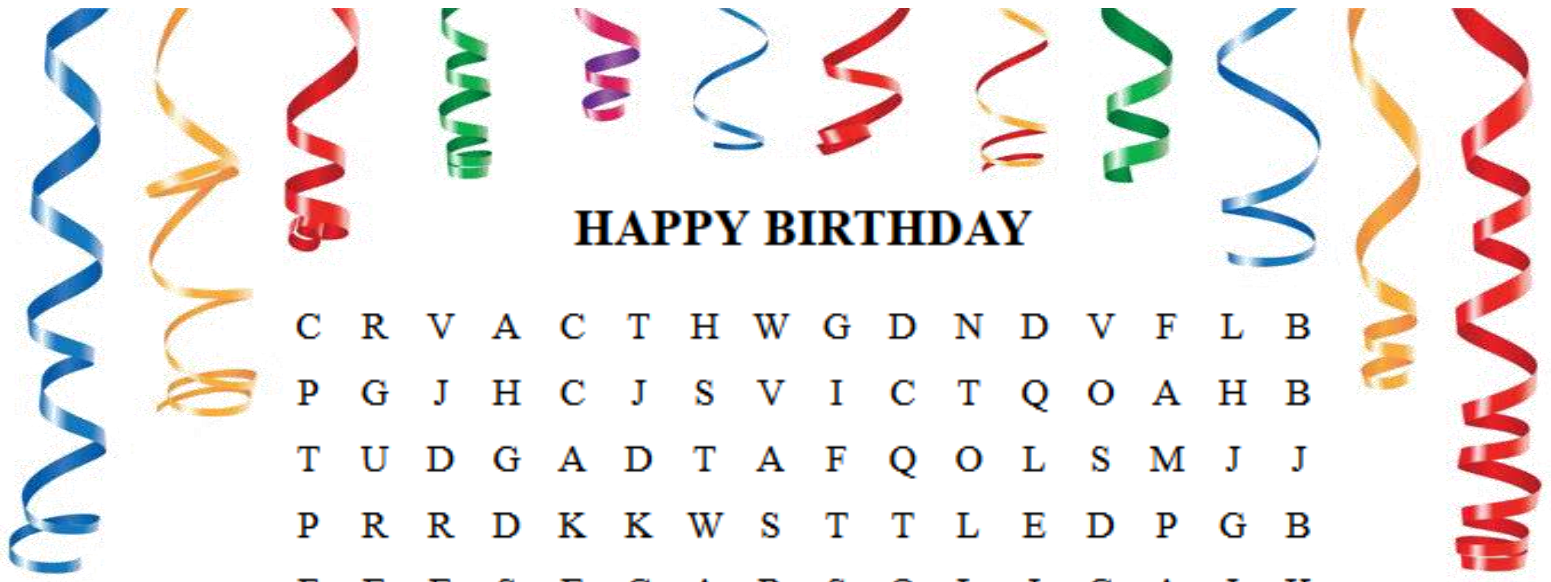 HAPPY BIRTHDAY
C R V A C T H W G D N D V F L B
P G J H C J S V I C T Q O A H B
T U D G A D T A F Q O L S M J J
P R R D K K W S T T L E D P G B